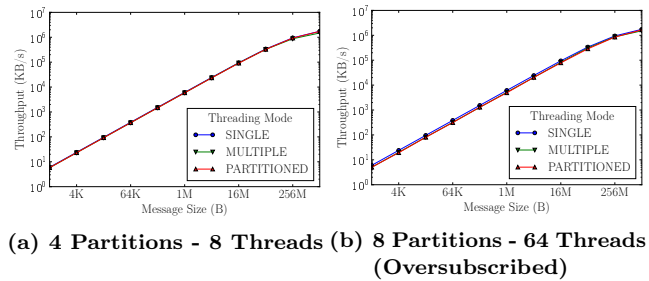 10^7
10^6
10^5
10^4
10^3
10^2
10^1
10^0
Throughput (KB/s)
4K 64K 1M 16M 256M
Message Size (B)
Threading Mode
SINGLE
MULTIPLE
PARTITIONED
10^7
10^6
10^5
10^4
10^3
10^2
10^1
10^0
Throughput (KB/s)
4K 64K 1M 16M 256M
Message Size (B)
Threading Mode
SINGLE
MULTIPLE
PARTITIONED
(a) 4 Partitions - 8 Threads
(b) 8 Partitions - 64 Threads
(Oversubscribed)